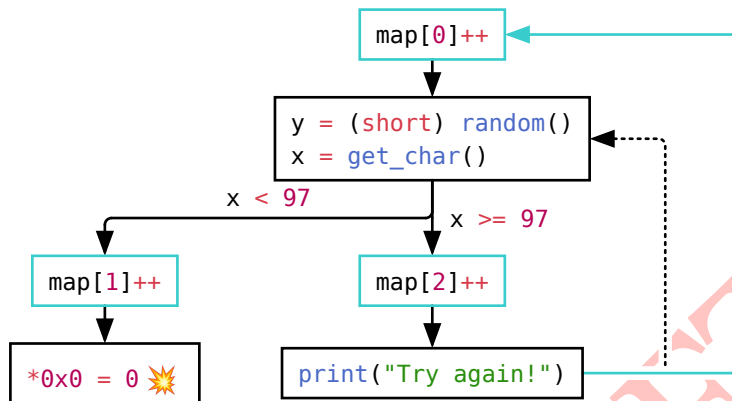 map[0]++
y = (short) random()
x = get_char()
x < 97
x >= 97
map[1]++
map[2]++
*0x0 = 0 💥
print("Try again!")